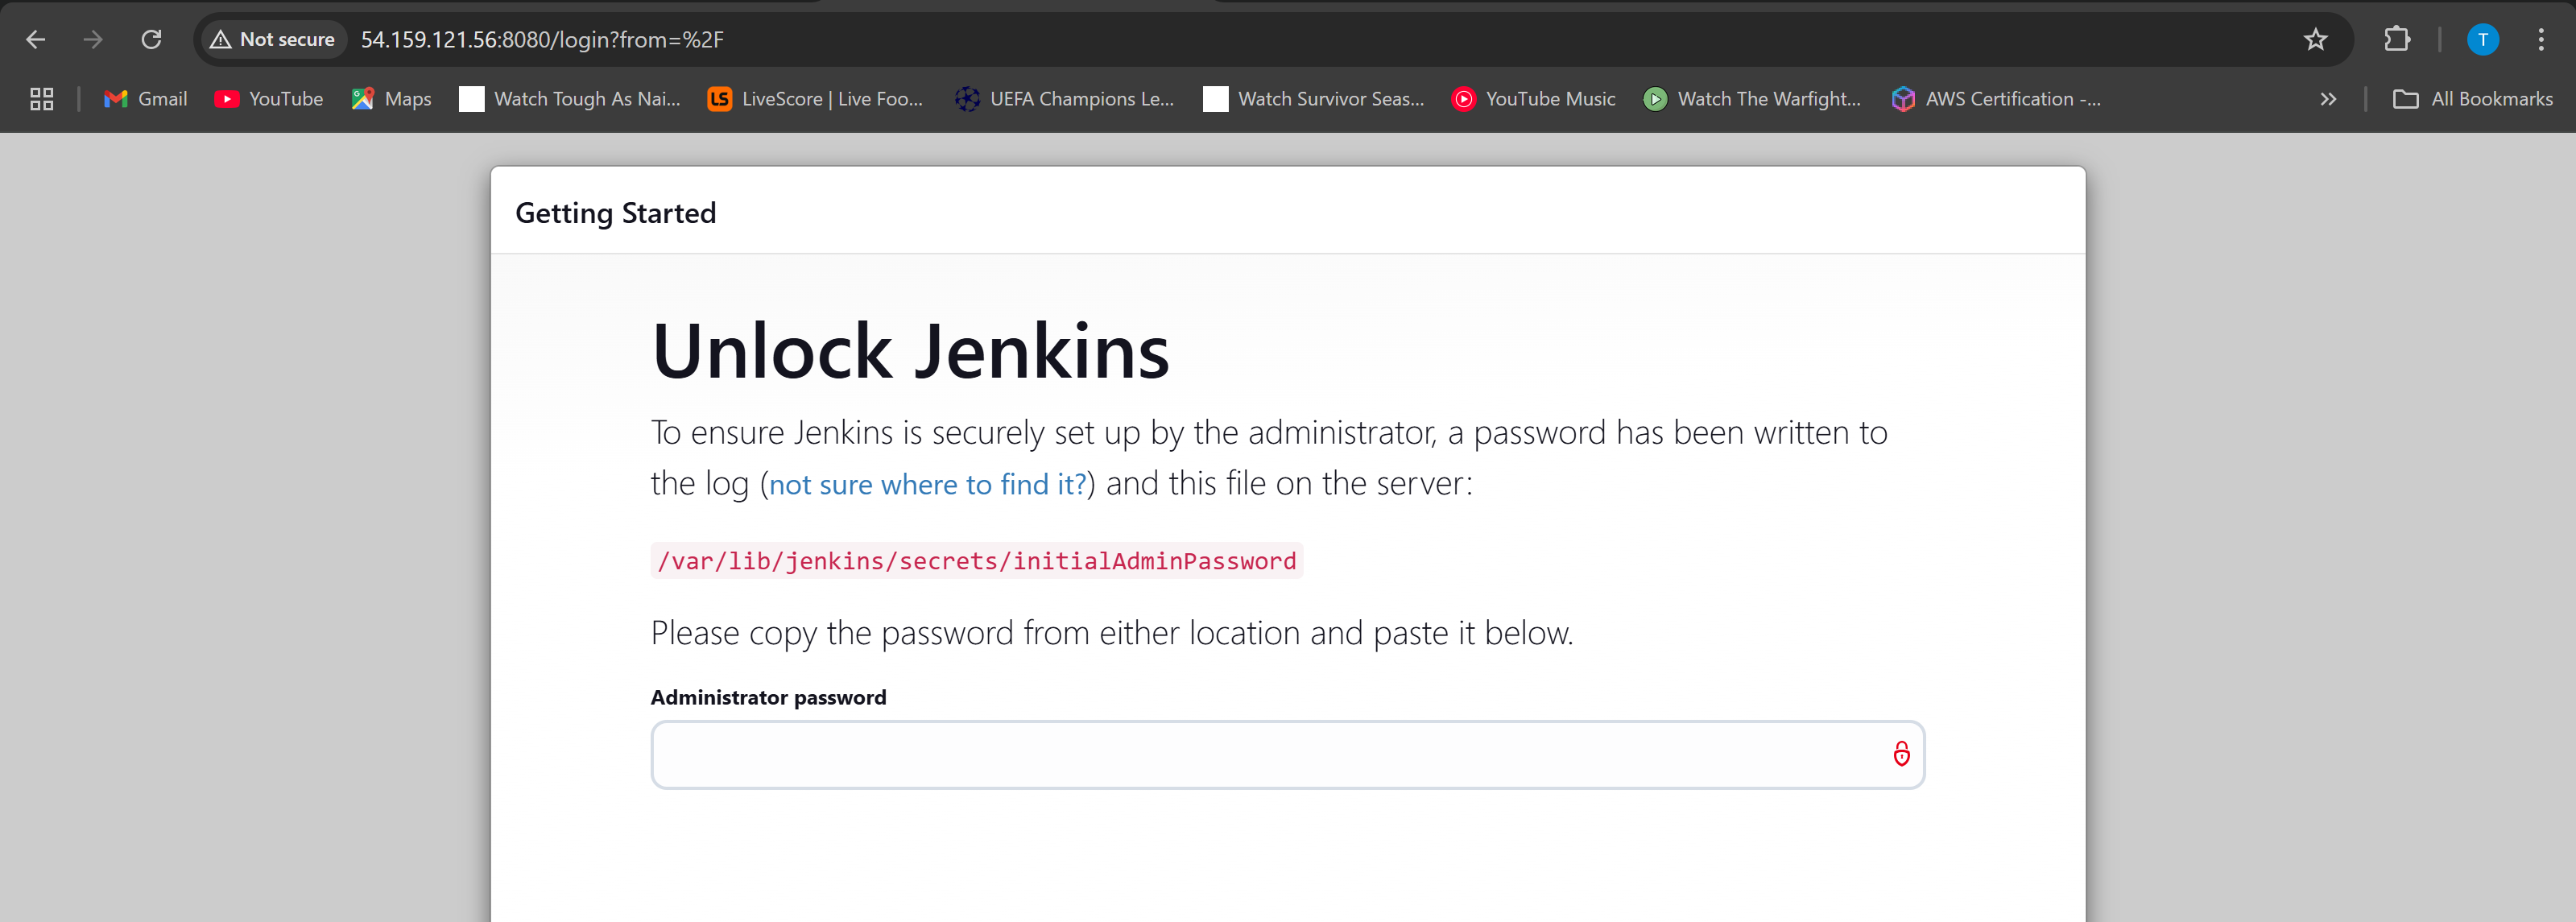 Not secure 54.159.121.56:8080/login?from=%2F T
Gmail YouTube Maps Watch Tough As Nai... LS LiveScore | Live Foo... UEFA Champions Le... Watch Survivor Seas... YouTube Music Watch The Warfight... AWS Certification -... All Bookmarks
Getting Started
Unlock Jenkins
To ensure Jenkins is securely set up by the administrator, a password has been written to
the log (not sure where to find it?) and this file on the server:
/var/lib/jenkins/secrets/initialAdminPassword
Please copy the password from either location and paste it below.
Administrator password